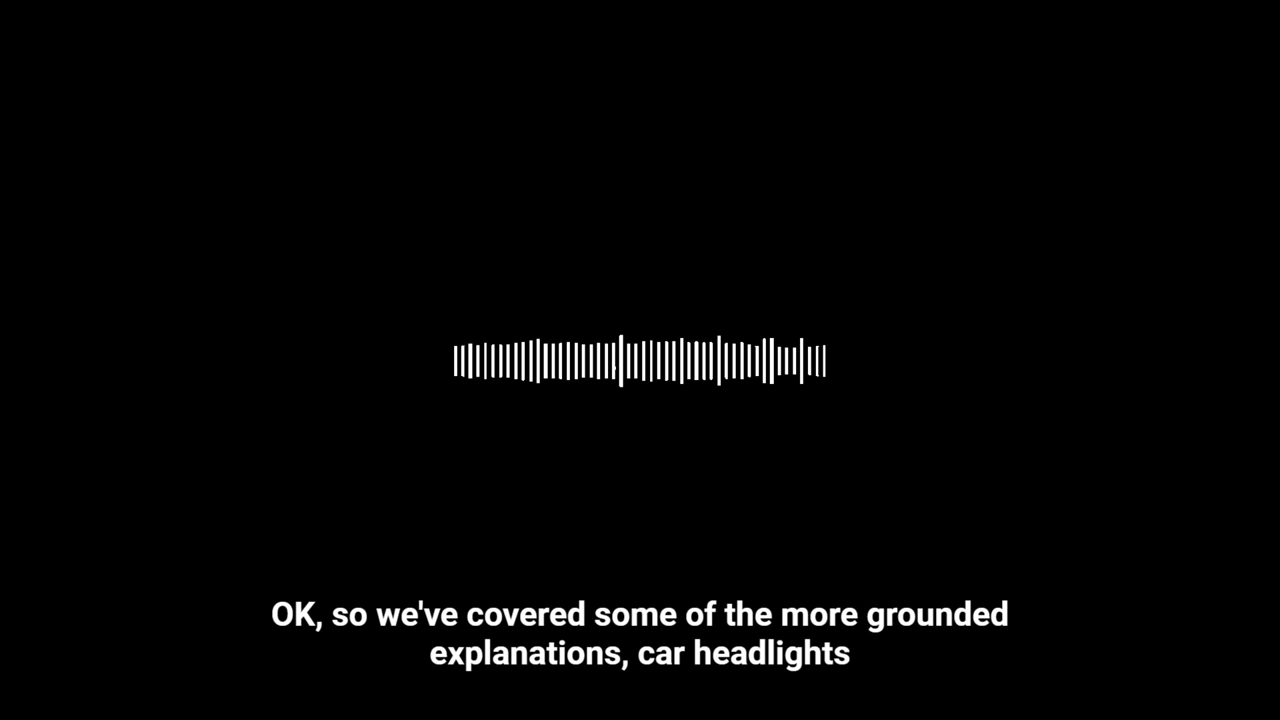 OK, so we've covered some of the more grounded
explanations, car headlights